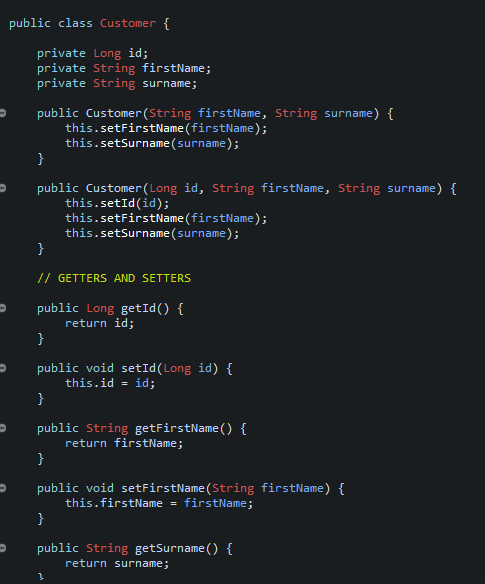 public class Customer {
private Long id;
private String firstName;
private String surname;
public Customer(String firstName, String surname) {
this.setFirstName(firstName);
this.setSurname(surname);
}
public Customer(Long id, String firstName, String surname) {
this.setId(id);
this.setFirstName(firstName);
this.setSurname(surname);
}
// GETTERS AND SETTERS
public Long getId() {
return id;
}
public void setId(Long id) {
this.id = id;
}
public String getFirstName() {
return firstName;
}
public void setFirstName(String firstName) {
this.firstName = firstName;
}
public String getSurname() {
return surname;
}